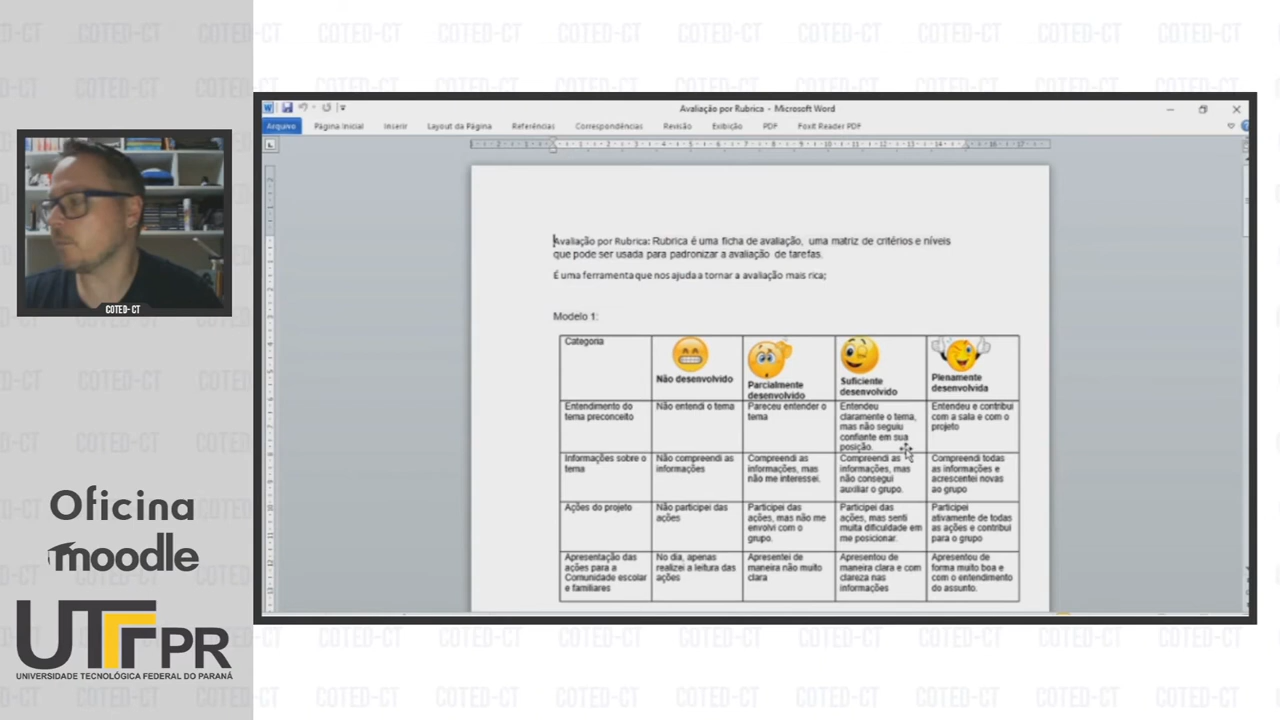 COTED-CT
Oficina
moodle
UTFPR
UNIVERSIDADE TECNOLÓGICA FEDERAL DO PARANÁ
Avaliação por Rubrica - Microsoft Word
Arquivo Página Inicial Inserir Layout da Página Referências Correspondências Revisão Exibição PDF Foxit Reader PDF
Avaliação por Rubrica: Rubrica é uma ficha de avaliação, uma matriz de critérios e níveis
que pode ser usada para padronizar a avaliação de tarefas.
É uma ferramenta que nos ajuda a tornar a avaliação mais rica;
Modelo 1:
Categoria
Não desenvolvido
Parcialmente
desenvolvido
Suficiente
desenvolvido
Plenamente
desenvolvida
Entendimento do
tema preconceito
Não entendi o tema
Pareceu entender o
tema
Entendeu
claramente o tema,
mas não seguiu
confiante em sua
posição.
Entendeu e contribui
com a sala e com o
projeto
Informações sobre o
tema
Não compreendi as
informações
Compreendi as
informações, mas
não me interessei.
Compreendi as
informações, mas
não consegui
auxiliar o grupo.
Compreendi todas
as informações e
acrescentei novas
ao grupo
Ações do projeto
Não participei das
ações
Participei das
ações, mas não me
envolvi com o
grupo.
Participei das
ações, mas senti
muita dificuldade em
me posicionar.
Participei
ativamente de todas
as ações e contribui
para o grupo
Apresentação das
ações para a
Comunidade escolar
e familiares
No dia, apenas
realizei a leitura das
ações
Apresentei de
maneira não muito
clara
Apresentou de
maneira clara e com
clareza nas
informações
Apresentou de
forma muito boa e
com o entendimento
do assunto.